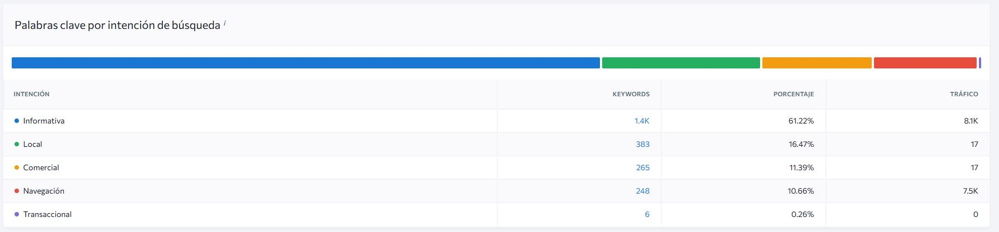 Palabras clave por intención de búsqueda i
INTENCIÓN KEYWORDS PORCENTAJE TRÁFICO
Informativa 1.4K 61.22% 8.1K
Local 383 16.47% 17
Comercial 265 11.39% 17
Navegación 248 10.66% 7.5K
Transaccional 6 0.26% 0